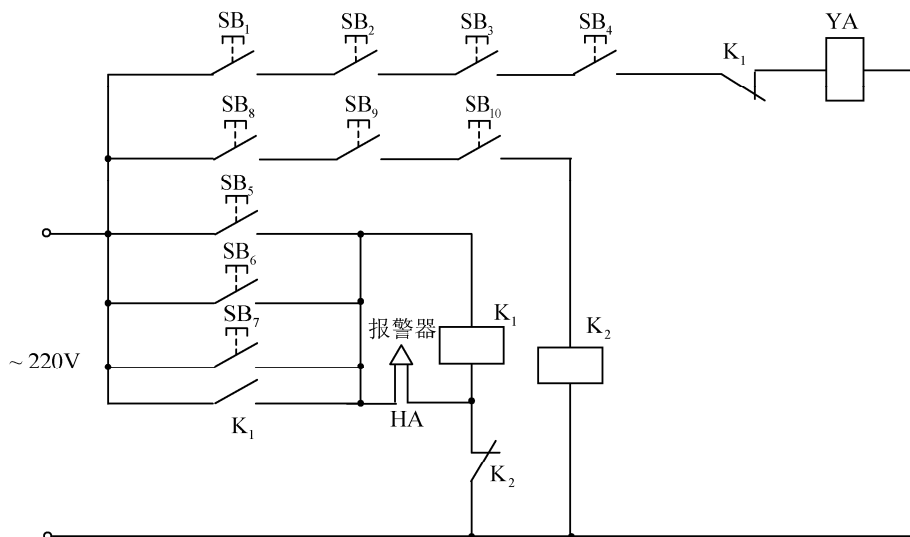 SB₁ SB₂ SB₃ SB₄ K₁ YA
SB₈ SB₉ SB₁₀
SB₅
SB₆
SB₇
报警器 K₁ K₂
~ 220V
K₁ HA
K₂